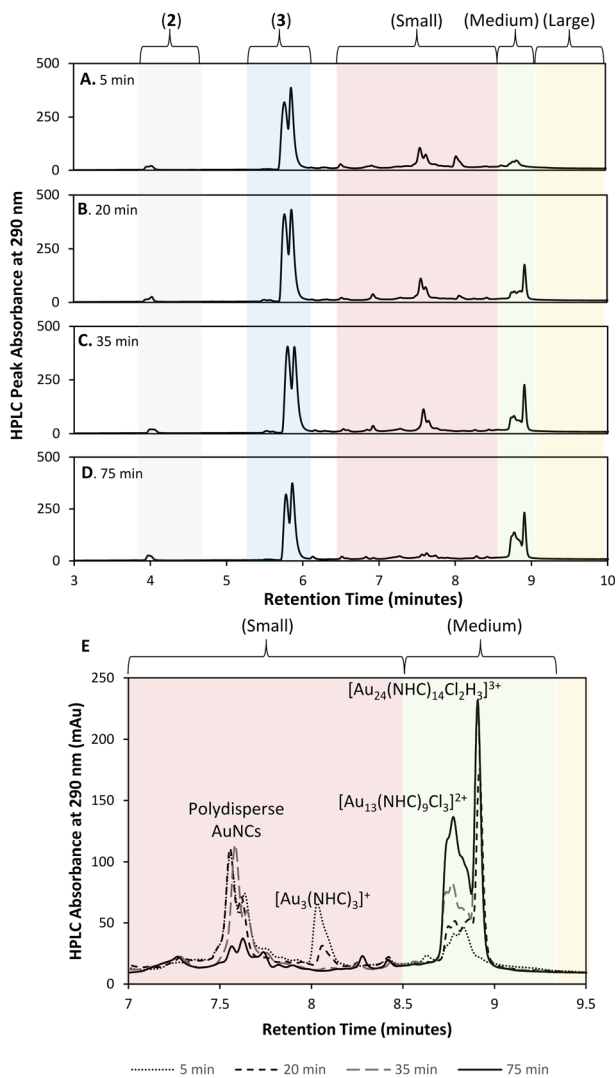 (2) (3) (Small) (Medium) (Large)
500
A. 5 min
250
0
500
B. 20 min
250
0
500
C. 35 min
250
0
500
D. 75 min
250
0
3 4 5 6 7 8 9 10
HPLC Peak Absorbance at 290 nm
Retention Time (minutes)
E
(Small) (Medium)
250
200
150
100
50
0
HPLC Absorbance at 290 nm (mAu)
[Au24(NHC)14Cl2H3]3+
[Au13(NHC)9Cl3]2+
Polydisperse
AuNCs
[Au3(NHC)3]+
7 7.5 8 8.5 9 9.5
Retention Time (minutes)
5 min 20 min 35 min 75 min